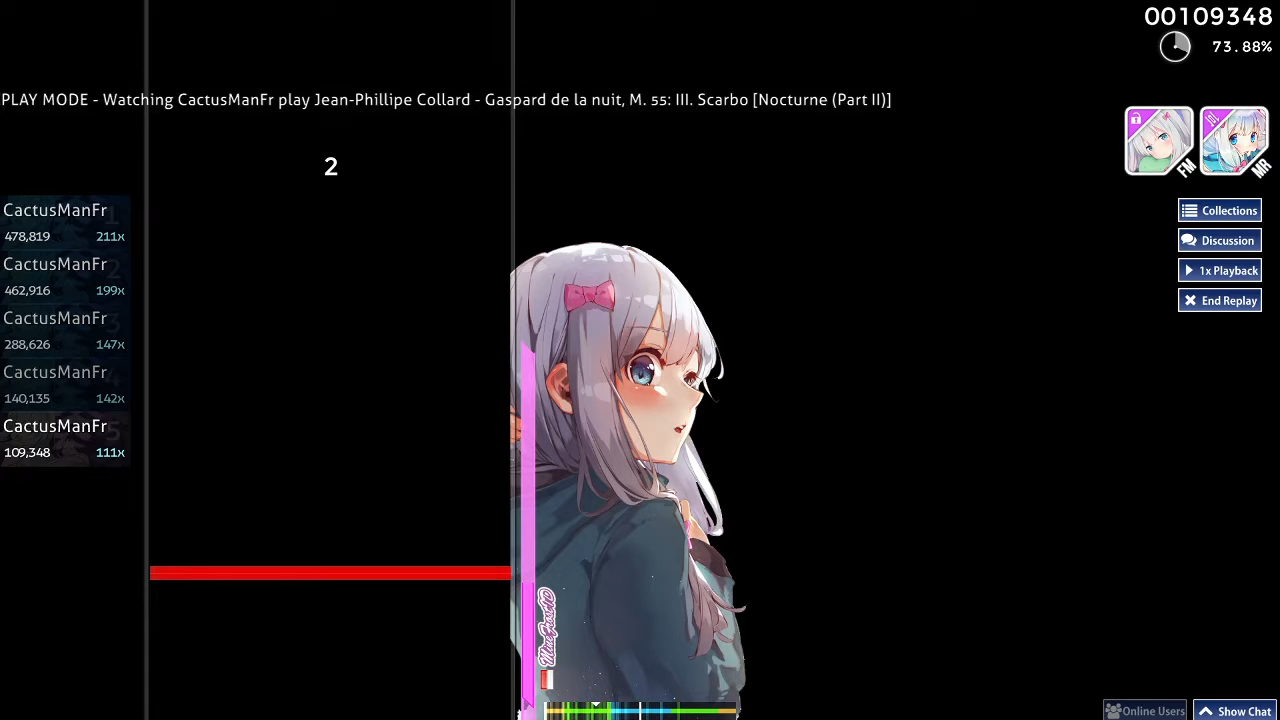 00109348
73.88%
PLAY MODE - Watching CactusManFr play Jean-Phillipe Collard - Gaspard de la nuit, M. 55: III. Scarbo [Nocturne (Part II)]
FM
MR
2
Collections
Discussion
1x Playback
End Replay
CactusManFr
478,819 211x
CactusManFr
462,916 199x
CactusManFr
288,626 147x
CactusManFr
140,135 142x
CactusManFr
109,348 111x
Online Users
Show Chat